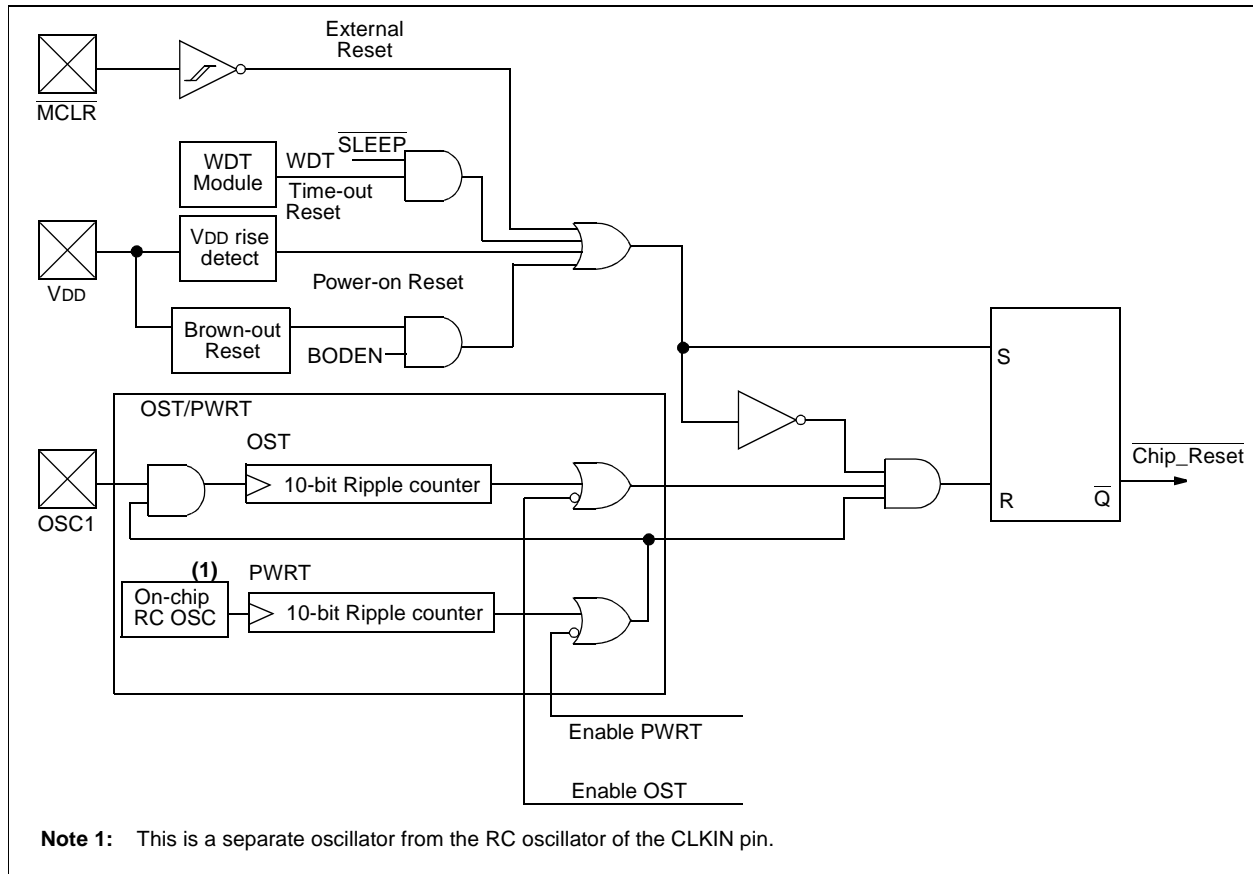 External
Reset
MCLR
SLEEP
WDT
Module
WDT
Time-out
Reset
VDD rise
detect
VDD
Power-on Reset
Brown-out
Reset
BODEN
S
OST/PWRT
OST
10-bit Ripple counter
OSC1
Chip_Reset
R
Q
(1)
PWRT
On-chip
RC OSC
10-bit Ripple counter
Enable PWRT
Enable OST
Note 1: This is a separate oscillator from the RC oscillator of the CLKIN pin.